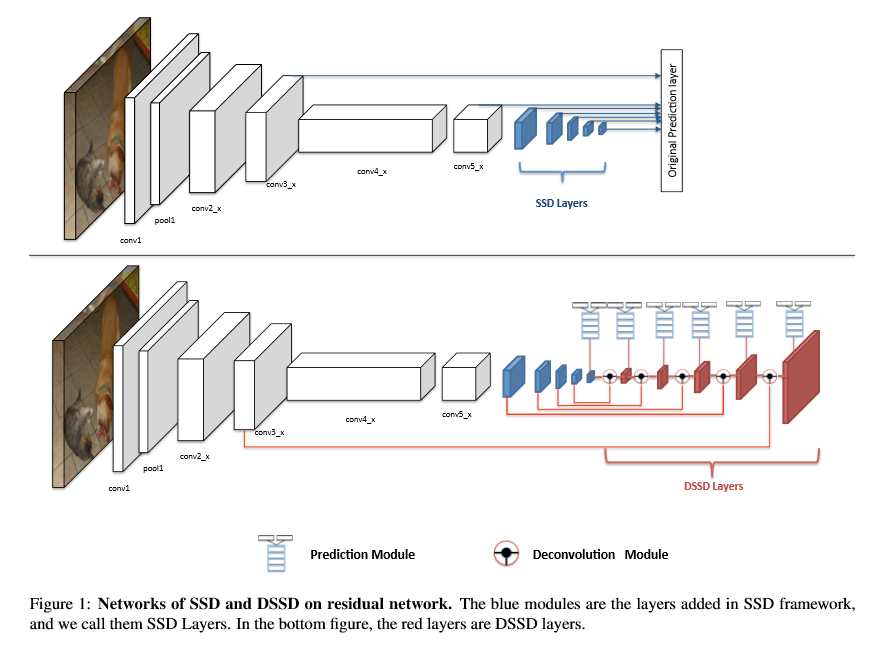 Original Prediction layer
conv3_x
conv4_x
conv5_x
conv2_x
SSD Layers
pool1
conv1
conv3_x
conv4_x
conv5_x
conv2_x
pool1
DSSD Layers
conv1
Prediction Module
Deconvolution Module
Figure 1: Networks of SSD and DSSD on residual network. The blue modules are the layers added in SSD framework,
and we call them SSD Layers. In the bottom figure, the red layers are DSSD layers.